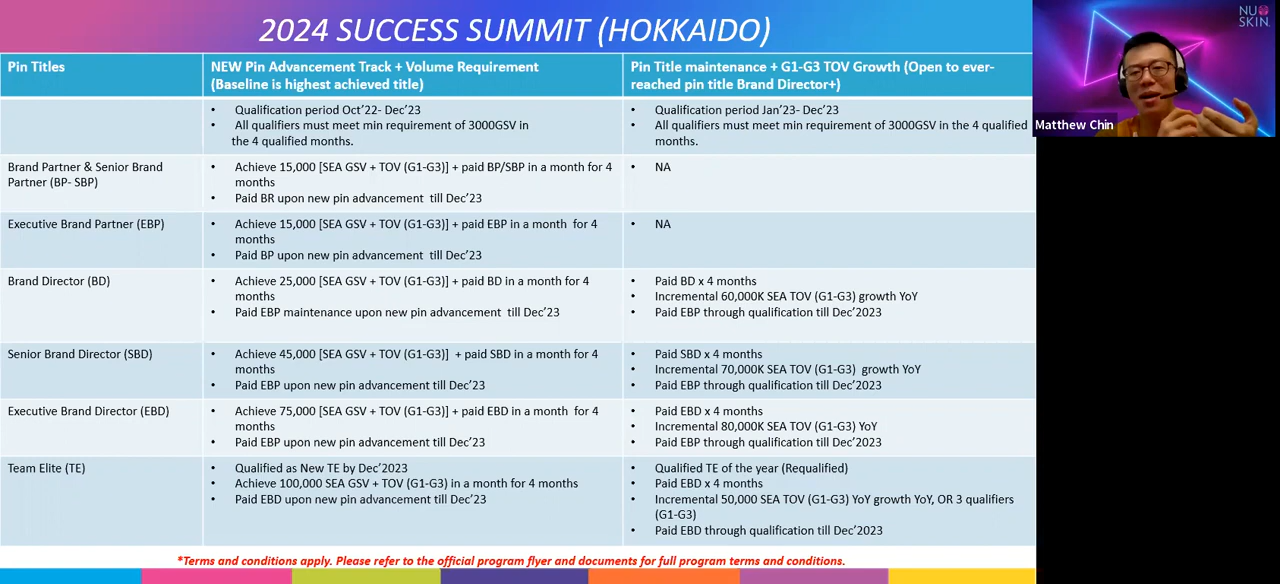 2024 SUCCESS SUMMIT (HOKKAIDO)
NU SKIN.
Matthew Chin
Pin Titles
NEW Pin Advancement Track + Volume Requirement
(Baseline is highest achieved title)
Pin Title maintenance + G1-G3 TOV Growth (Open to ever-
reached pin title Brand Director+)
• Qualification period Oct’22- Dec’23
• All qualifiers must meet min requirement of 3000GSV in
the 4 qualified months.
• Qualification period Jan’23- Dec’23
• All qualifiers must meet min requirement of 3000GSV in the 4 qualified
months.
Brand Partner & Senior Brand
Partner (BP- SBP)
• Achieve 15,000 [SEA GSV + TOV (G1-G3)] + paid BP/SBP in a month for 4
months
• Paid BR upon new pin advancement till Dec’23
• NA
Executive Brand Partner (EBP)
• Achieve 15,000 [SEA GSV + TOV (G1-G3)] + paid EBP in a month for 4
months
• Paid BP upon new pin advancement till Dec’23
• NA
Brand Director (BD)
• Achieve 25,000 [SEA GSV + TOV (G1-G3)] + paid BD in a month for 4
months
• Paid EBP maintenance upon new pin advancement till Dec’23
• Paid BD x 4 months
• Incremental 60,000K SEA TOV (G1-G3) growth YoY
• Paid EBP through qualification till Dec’2023
Senior Brand Director (SBD)
• Achieve 45,000 [SEA GSV + TOV (G1-G3)] + paid SBD in a month for 4
months
• Paid EBP upon new pin advancement till Dec’23
• Paid SBD x 4 months
• Incremental 70,000K SEA TOV (G1-G3) growth YoY
• Paid EBP through qualification till Dec’2023
Executive Brand Director (EBD)
• Achieve 75,000 [SEA GSV + TOV (G1-G3)] + paid EBD in a month for 4
months
• Paid EBP upon new pin advancement till Dec’23
• Paid EBD x 4 months
• Incremental 80,000K SEA TOV (G1-G3) YoY
• Paid EBP through qualification till Dec’2023
Team Elite (TE)
• Qualified as New TE by Dec’2023
• Achieve 100,000 SEA GSV + TOV (G1-G3) in a month for 4 months
• Paid EBD upon new pin advancement till Dec’23
• Qualified TE of the year (Requalified)
• Paid EBD x 4 months
• Incremental 50,000 SEA TOV (G1-G3) YoY growth YoY, OR 3 qualifiers
(G1-G3)
• Paid EBD through qualification till Dec’2023
*Terms and conditions apply. Please refer to the official program flyer and documents for full program terms and conditions.